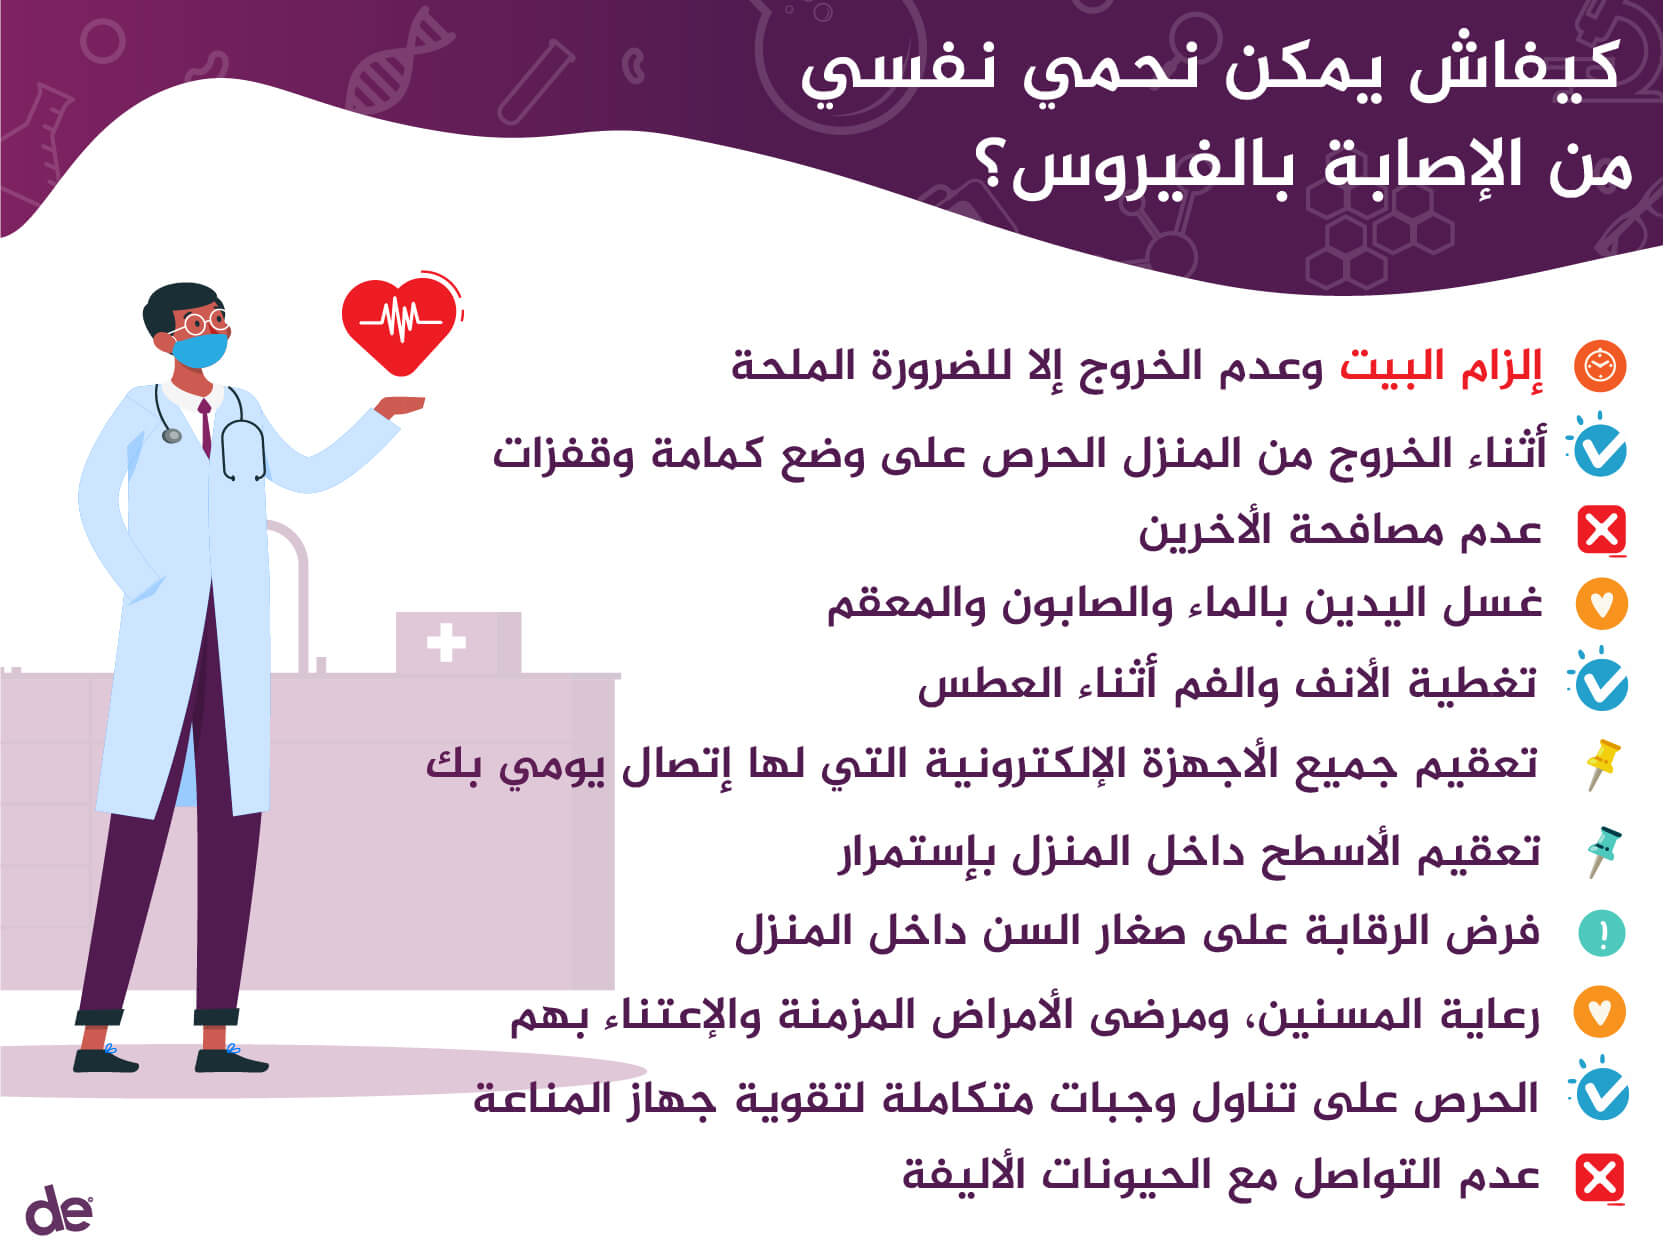 كيفاش يمكن نحمي نفسي
من الإصابة بالفيروس؟
إلزام البيت وعدم الخروج إلا للضرورة الملحة
أثناء الخروج من المنزل الحرص على وضع كمامة وقفزات
عدم مصافحة الأخرين
غسل اليدين بالماء والصابون والمعقم
تغطية الأنف والفم أثناء العطس
تعقيم جميع الأجهزة الإلكترونية التي لها إتصال يومي بك
تعقيم الأسطح داخل المنزل بإستمرار
فرض الرقابة على صغار السن داخل المنزل
رعاية المسنين، ومرضى الأمراض المزمنة والإعتناء بهم
الحرص على تناول وجبات متكاملة لتقوية جهاز المناعة
عدم التواصل مع الحيونات الأليفة
de